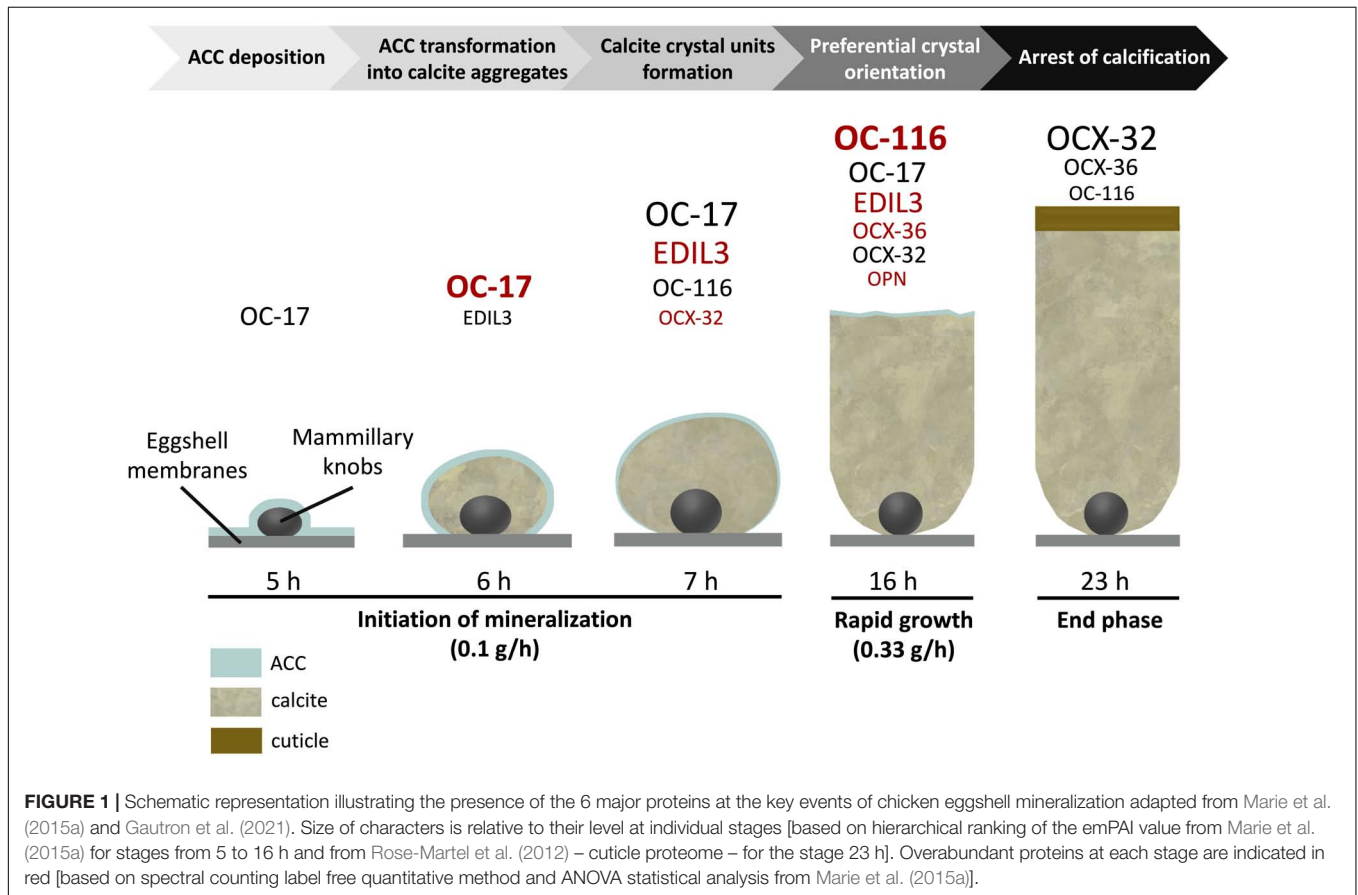 ACC deposition
ACC transformation
into calcite aggregates
Calcite crystal units
formation
Preferential crystal
orientation
Arrest of calcification
OC-17
OC-17
EDIL3
OC-17
EDIL3
OC-116
OCX-32
OC-116
OC-17
EDIL3
OCX-36
OCX-32
OPN
OCX-32
OCX-36
OC-116
Eggshell
membranes
Mammillary
knobs
5 h
6 h
7 h
16 h
23 h
Initiation of mineralization
(0.1 g/h)
Rapid growth
(0.33 g/h)
End phase
ACC
calcite
cuticle
FIGURE 1 | Schematic representation illustrating the presence of the 6 major proteins at the key events of chicken eggshell mineralization adapted from Marie et al.
(2015a) and Gautron et al. (2021). Size of characters is relative to their level at individual stages [based on hierarchical ranking of the emPAI value from Marie et al.
(2015a) for stages from 5 to 16 h and from Rose-Martel et al. (2012) – cuticle proteome – for the stage 23 h]. Overabundant proteins at each stage are indicated in
red [based on spectral counting label free quantitative method and ANOVA statistical analysis from Marie et al. (2015a)].